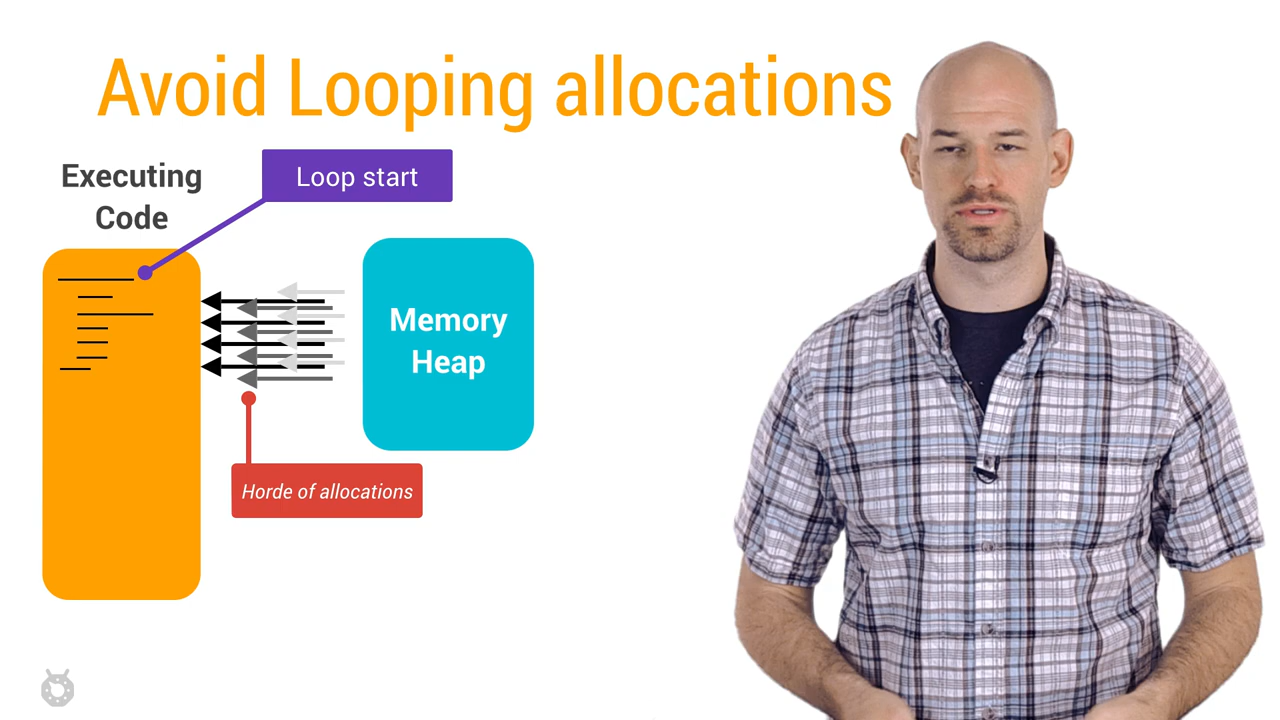 Avoid Looping allocations
Executing
Code
Loop start
Memory
Heap
Horde of allocations